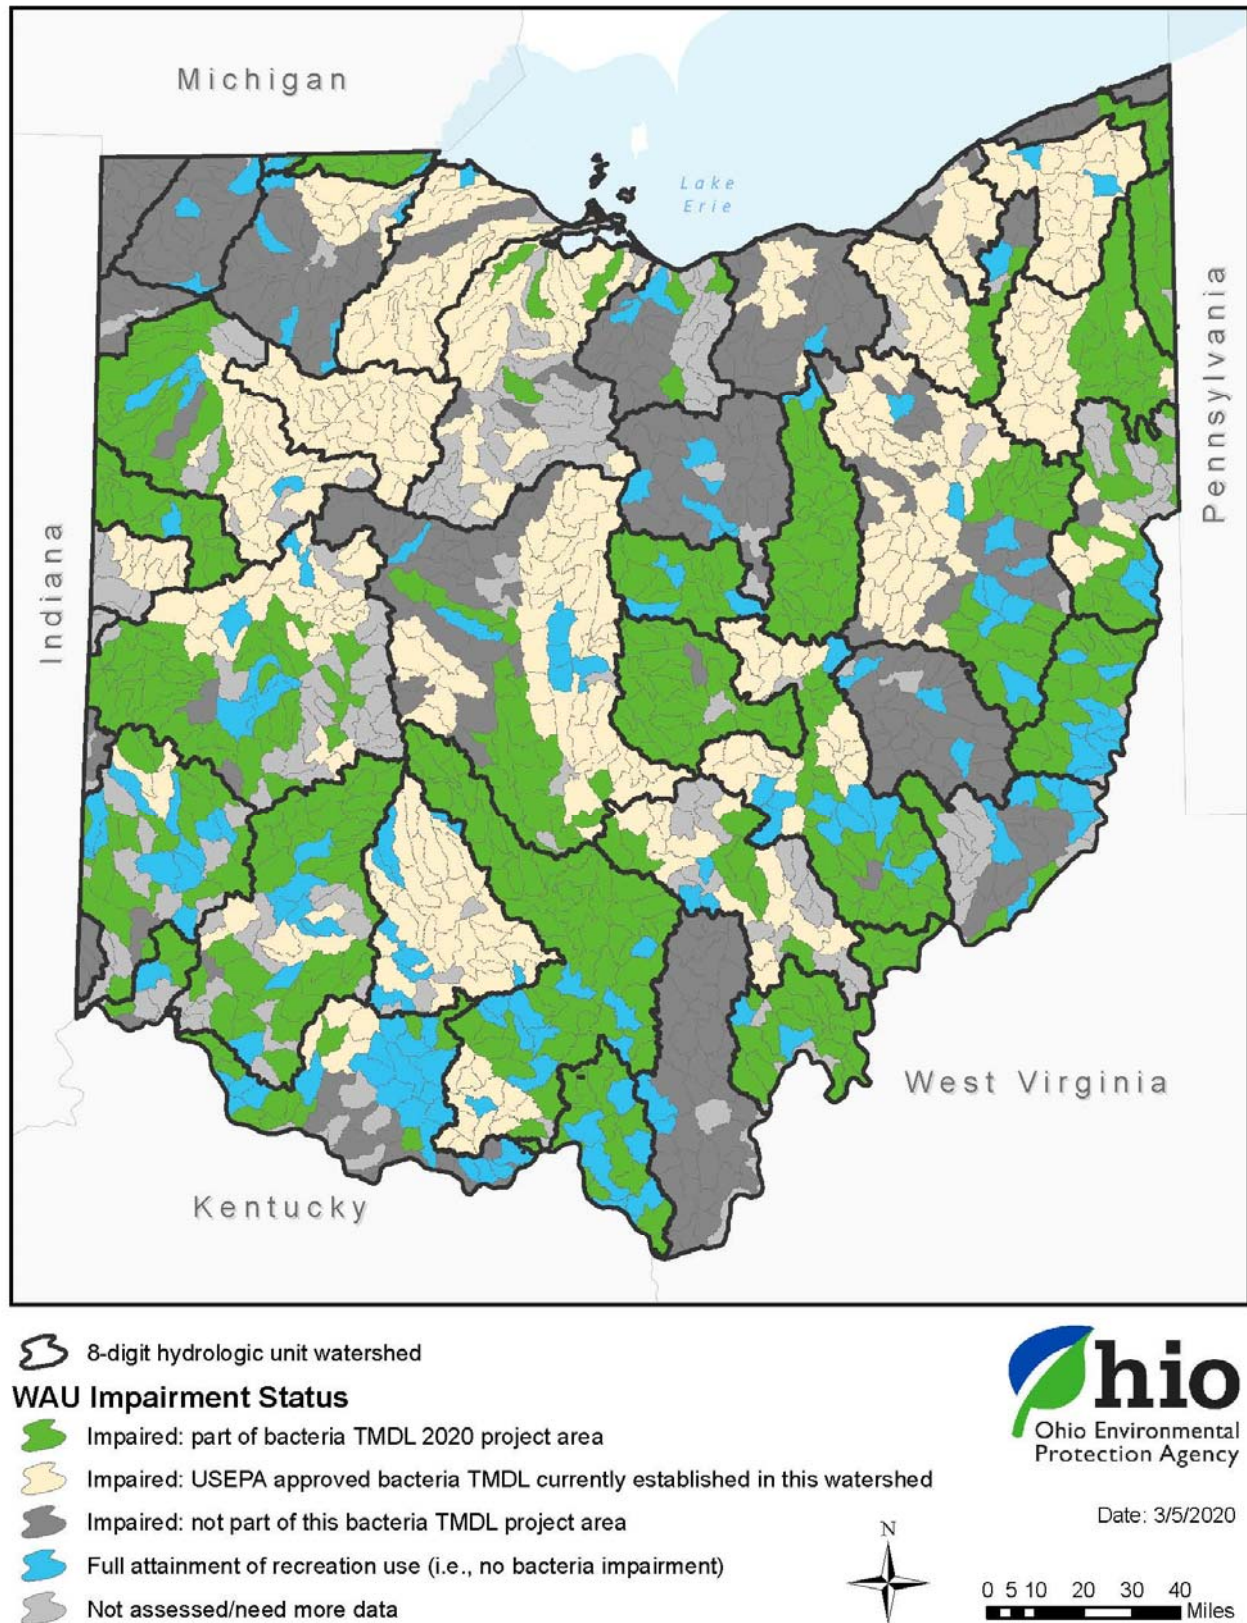 Michigan
Lake
Erie
Pennsylvania
Indiana
West Virginia
Kentucky
8-digit hydrologic unit watershed
WAU Impairment Status
Impaired: part of bacteria TMDL 2020 project area
Impaired: USEPA approved bacteria TMDL currently established in this watershed
Impaired: not part of this bacteria TMDL project area
Full attainment of recreation use (i.e., no bacteria impairment)
Not assessed/need more data
Ohio
Ohio Environmental
Protection Agency
Date: 3/5/2020
N
0 5 10 20 30 40
Miles